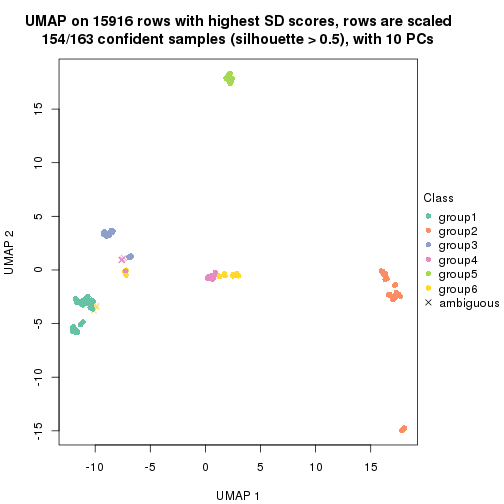 UMAP on 15916 rows with highest SD scores, rows are scaled
154/163 confident samples (silhouette > 0.5), with 10 PCs
15
10
5
0
-5
-10
-15
UMAP 2
-10 -5 0 5 10 15
UMAP 1
Class
group1
group2
group3
group4
group5
group6
ambiguous